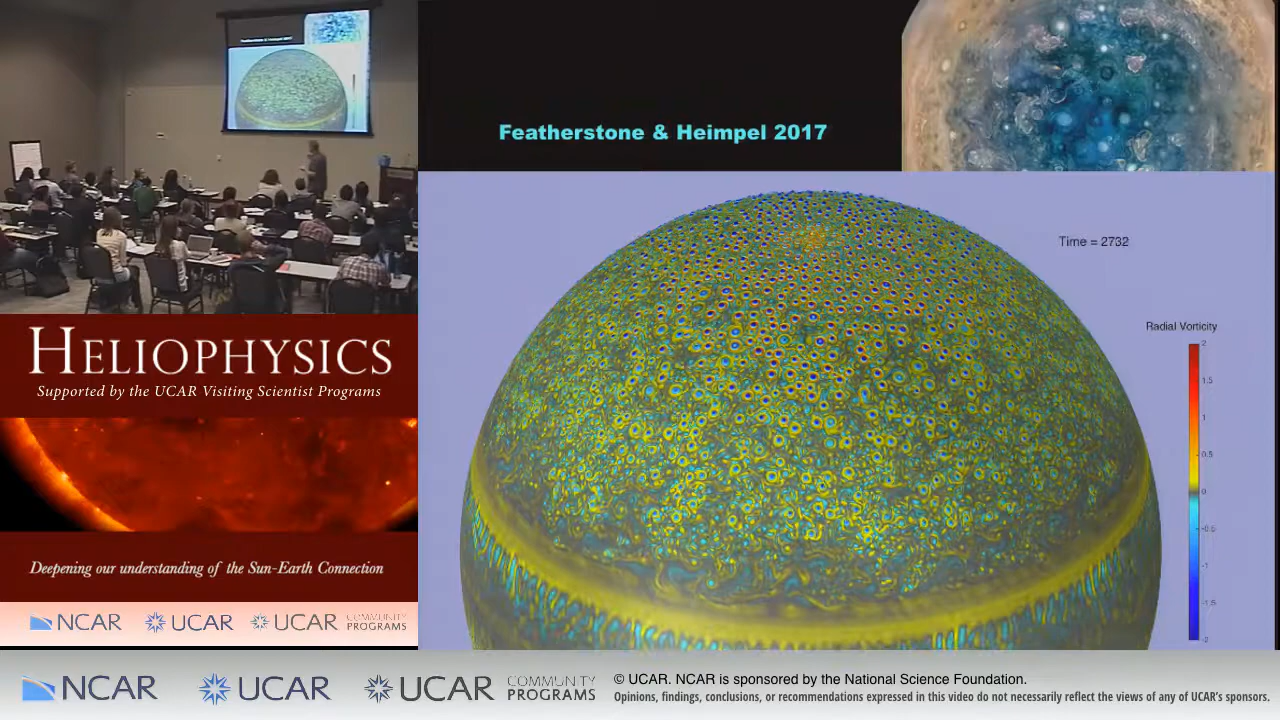 Featherstone & Heimpel 2017
Time = 2732
Radial Vorticity
2
1.5
1
0.5
0
-0.5
-1
-1.5
-2
HELIOPHYSICS
Supported by the UCAR Visiting Scientist Programs
Deepening our understanding of the Sun-Earth Connection
NCAR UCAR UCAR COMMUNITY PROGRAMS
NCAR UCAR UCAR COMMUNITY PROGRAMS
© UCAR. NCAR is sponsored by the National Science Foundation.
Opinions, findings, conclusions, or recommendations expressed in this video do not necessarily reflect the views of any of UCAR's sponsors.